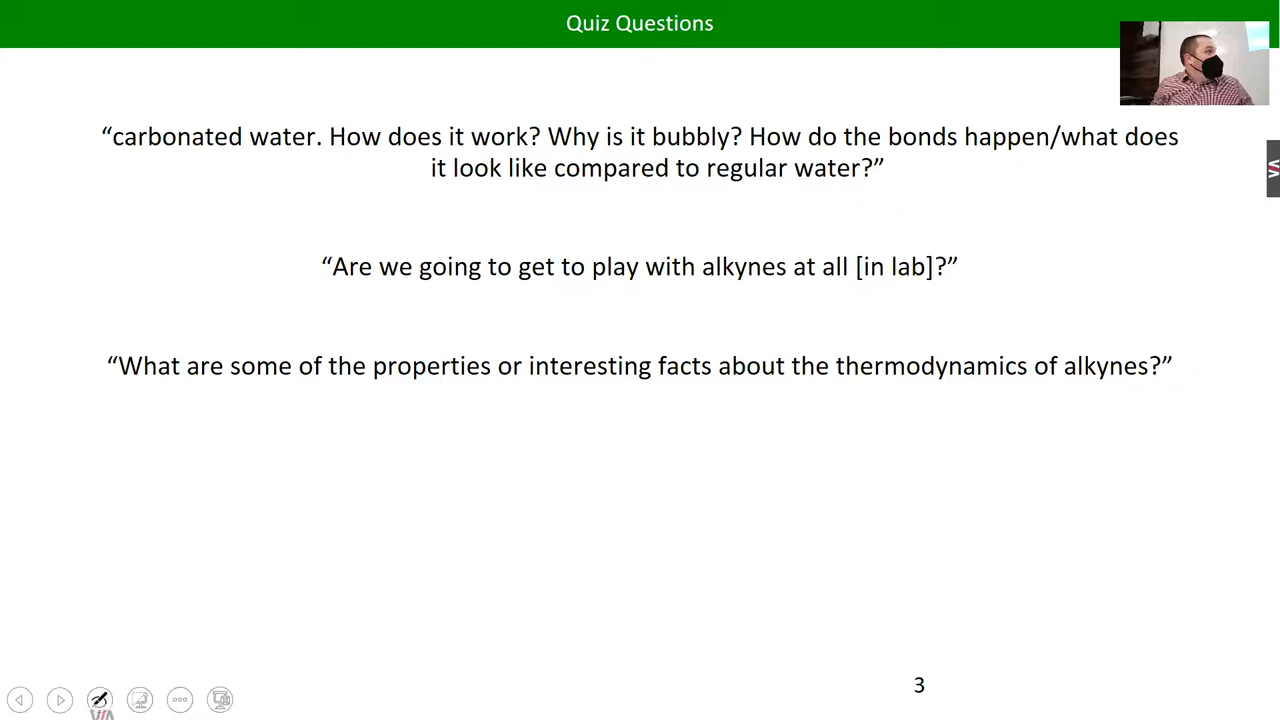 Quiz Questions
“carbonated water. How does it work? Why is it bubbly? How do the bonds happen/what does
it look like compared to regular water?”
“Are we going to get to play with alkynes at all [in lab]?”
“What are some of the properties or interesting facts about the thermodynamics of alkynes?”
3